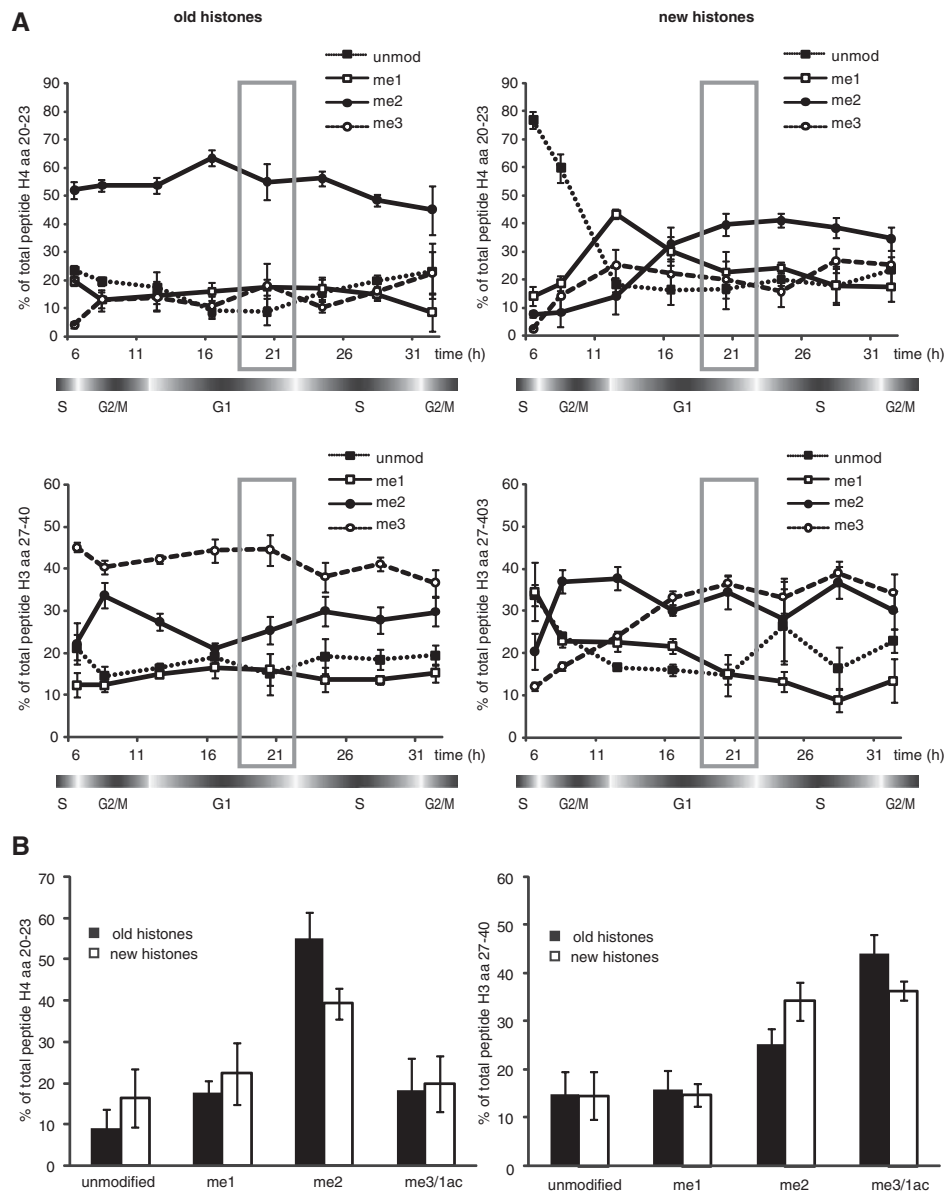 A
old histones
new histones
unmod
me1
me2
me3
% of total peptide H4 aa 20-23
90
80
70
60
50
40
30
20
10
0
6 11 16 21 26 31 time (h)
S G2/M G1 S G2/M
unmod
me1
me2
me3
% of total peptide H4 aa 20-23
90
80
70
60
50
40
30
20
10
0
6 11 16 21 26 31 time (h)
S G2/M G1 S G2/M
unmod
me1
me2
me3
% of total peptide H3 aa 27-40
60
50
40
30
20
10
0
6 11 16 21 26 31 time (h)
S G2/M G1 S G2/M
unmod
me1
me2
me3
% of total peptide H3 aa 27-403
60
50
40
30
20
10
0
6 11 16 21 26 31 time (h)
S G2/M G1 S G2/M
B
% of total peptide H4 aa 20-23
70
60
50
40
30
20
10
0
old histones
new histones
unmodified me1 me2 me3/1ac
% of total peptide H3 aa 27-40
60
50
40
30
20
10
0
old histones
new histones
unmodified me1 me2 me3/1ac